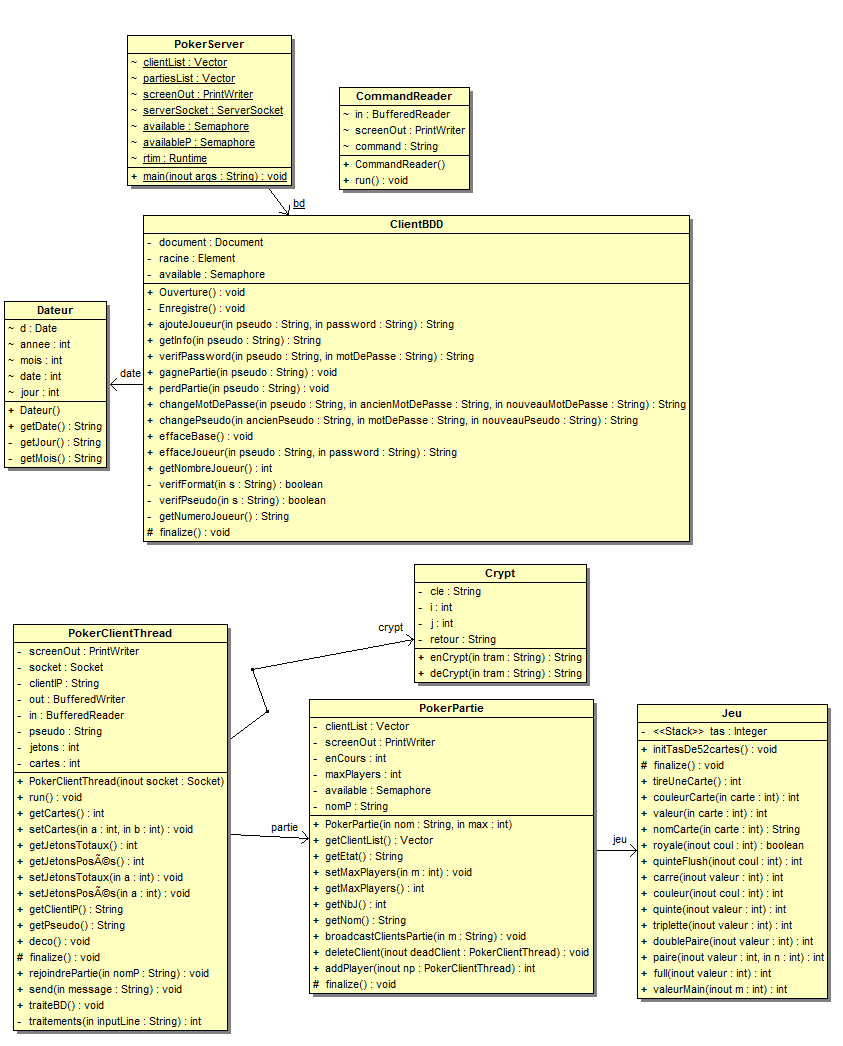 PokerServer
~ clientList : Vector
~ partiesList : Vector
~ screenOut : PrintWriter
~ serverSocket : ServerSocket
~ available : Semaphore
~ availableP : Semaphore
~ rtim : Runtime
+ main(inout args : String) : void
CommandReader
~ in : BufferedReader
~ screenOut : PrintWriter
~ command : String
+ CommandReader()
+ run() : void
bd
ClientBDD
- document : Document
- racine : Element
- available : Semaphore
+ Ouverture() : void
- Enregistre() : void
+ ajouteJoueur(in pseudo : String, in password : String) : String
+ getInfo(in pseudo : String) : String
+ verifPassword(in pseudo : String, in motDePasse : String) : String
+ gagnePartie(in pseudo : String) : void
+ perdPartie(in pseudo : String) : void
+ changeMotDePasse(in pseudo : String, in ancienMotDePasse : String, in nouveauMotDePasse : String) : String
+ changePseudo(in ancienPseudo : String, in motDePasse : String, in nouveauPseudo : String) : String
+ effaceBase() : void
+ effaceJoueur(in pseudo : String, in password : String) : String
+ getNombreJoueur() : int
- verifFormat(in s : String) : boolean
- verifPseudo(in s : String) : boolean
- getNumeroJoueur() : String
# finalize() : void
Dateur
~ d : Date
~ annee : int
~ mois : int
~ date : int
~ jour : int
+ Dateur()
+ getDate() : String
- getJour() : String
- getMois() : String
date
Crypt
- cle : String
- i : int
- j : int
- retour : String
+ enCrypt(in tram : String) : String
+ deCrypt(in tram : String) : String
crypt
PokerClientThread
- screenOut : PrintWriter
- socket : Socket
- clientIP : String
- out : BufferedWriter
- in : BufferedReader
- pseudo : String
- jetons : int
- cartes : int
+ PokerClientThread(inout socket : Socket)
+ run() : void
+ getCartes() : int
+ setCartes(in a : int, in b : int) : void
+ getJetonsTotaux() : int
+ getJetonsPosÃ©s() : int
+ setJetonsTotaux(in a : int) : void
+ setJetonsPosÃ©s(in a : int) : void
+ getClientIP() : String
+ getPseudo() : String
+ deco() : void
# finalize() : void
+ rejoindrePartie(in nomP : String) : void
+ send(in message : String) : void
+ traiteBD() : void
- traitements(in inputLine : String) : int
partie
PokerPartie
- clientList : Vector
- screenOut : PrintWriter
- enCours : int
- maxPlayers : int
- available : Semaphore
- nomP : String
+ PokerPartie(in nom : String, in max : int)
+ getClientList() : Vector
+ getEtat() : String
+ setMaxPlayers(in m : int) : void
+ getMaxPlayers() : int
+ getNbJ() : int
+ getNom() : String
+ broadcastClientsPartie(in m : String) : void
+ deleteClient(inout deadClient : PokerClientThread) : void
+ addPlayer(inout np : PokerClientThread) : int
# finalize() : void
jeu
Jeu
- <<Stack>> tas : Integer
+ initTasDe52cartes() : void
# finalize() : void
+ tireUneCarte() : int
+ couleurCarte(in carte : int) : int
+ valeur(in carte : int) : int
+ nomCarte(in carte : int) : String
+ royale(inout coul : int) : boolean
+ quinteFlush(inout coul : int) : int
+ carre(inout valeur : int) : int
+ couleur(inout coul : int) : int
+ quinte(inout valeur : int) : int
+ triplette(inout valeur : int) : int
+ doublePaire(inout valeur : int) : int
+ paire(inout valeur : int, in n : int) : int
+ full(inout valeur : int) : int
+ valeurMain(inout m : int) : int